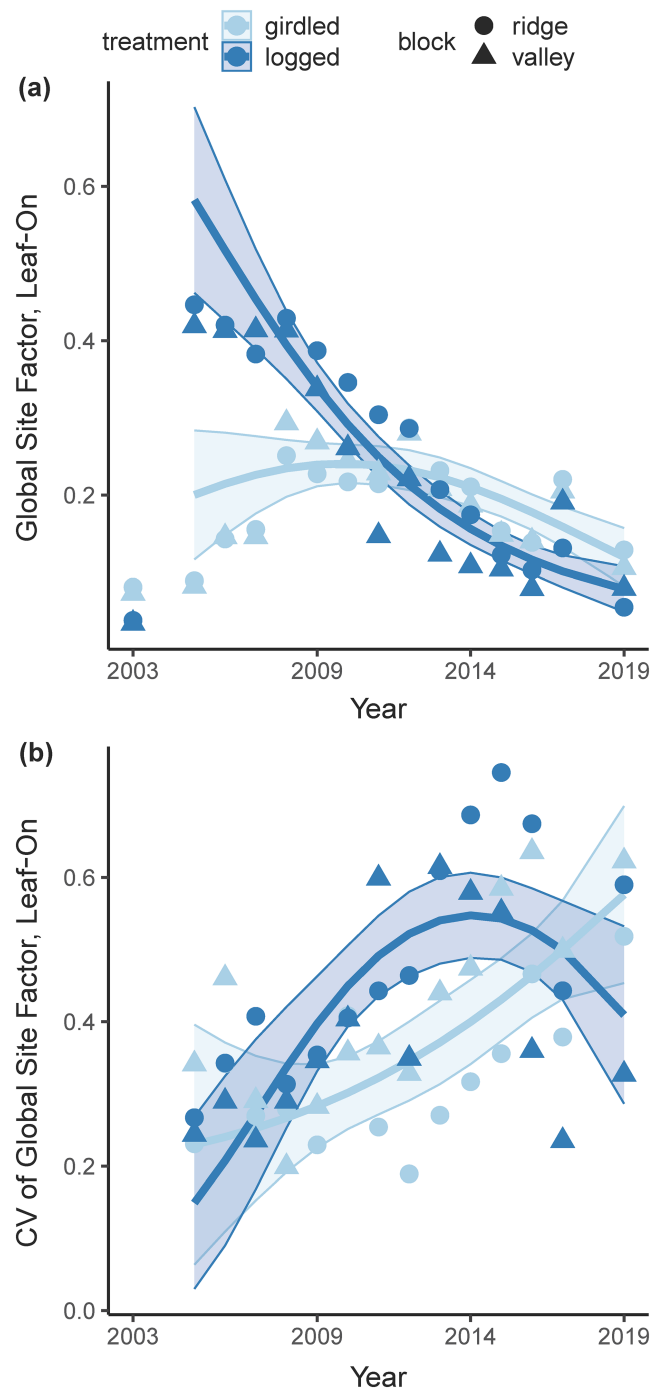 treatment girdled logged block ridge valley
(a)
Global Site Factor, Leaf-On
0.6
0.4
0.2
2003 2009 2014 2019
Year
(b)
CV of Global Site Factor, Leaf-On
0.6
0.4
0.2
0.0
2003 2009 2014 2019
Year